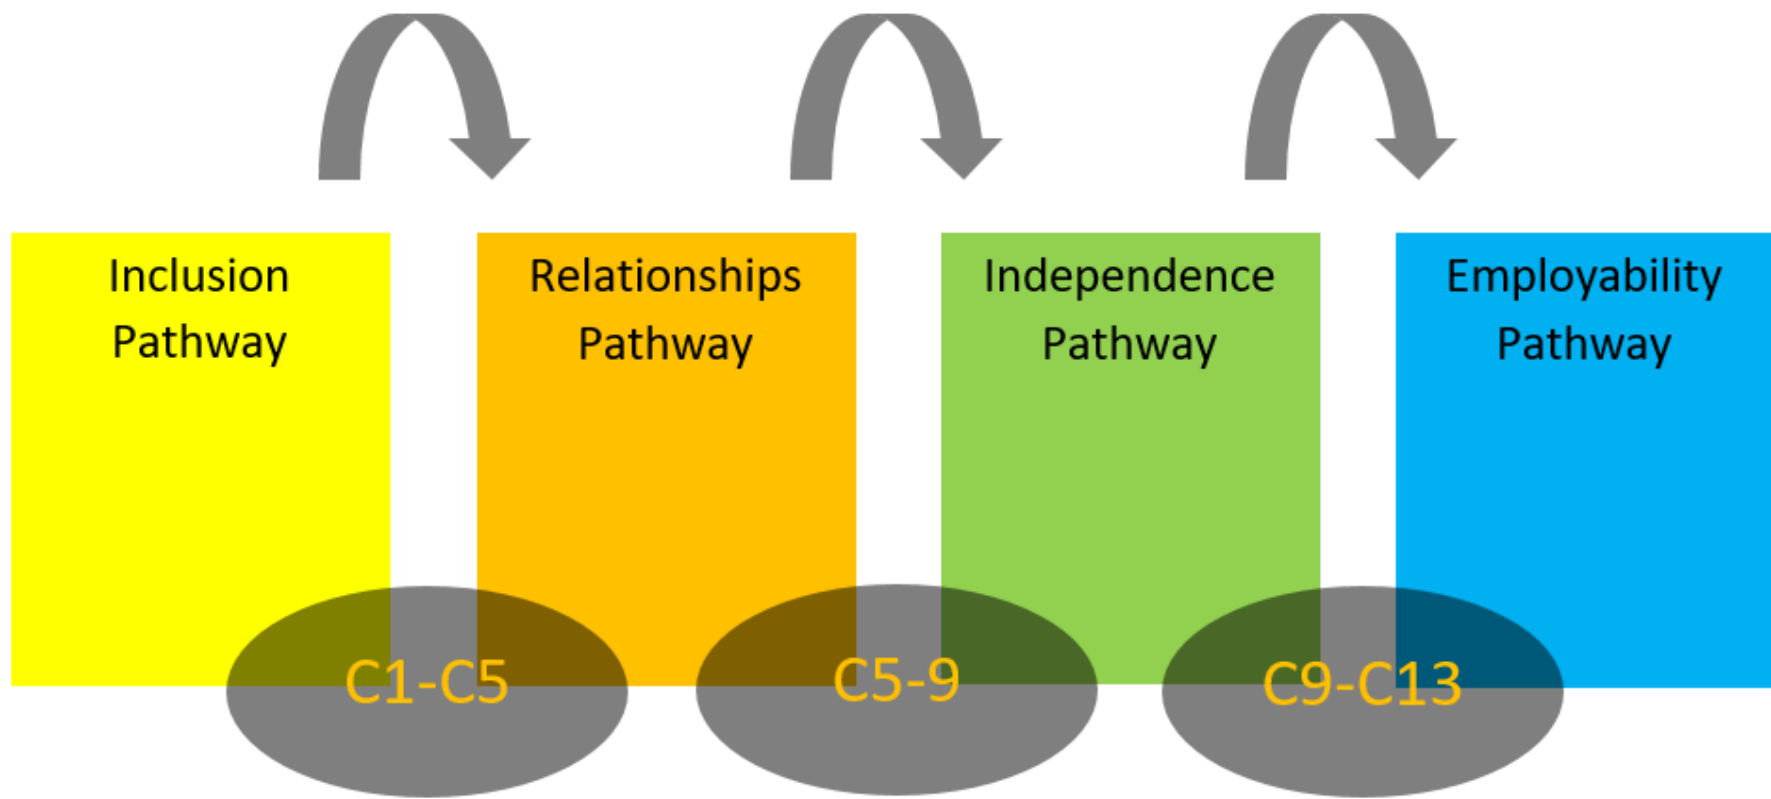 Inclusion
Pathway
Relationships
Pathway
Independence
Pathway
Employability
Pathway
C1-C5
C5-9
C9-C13